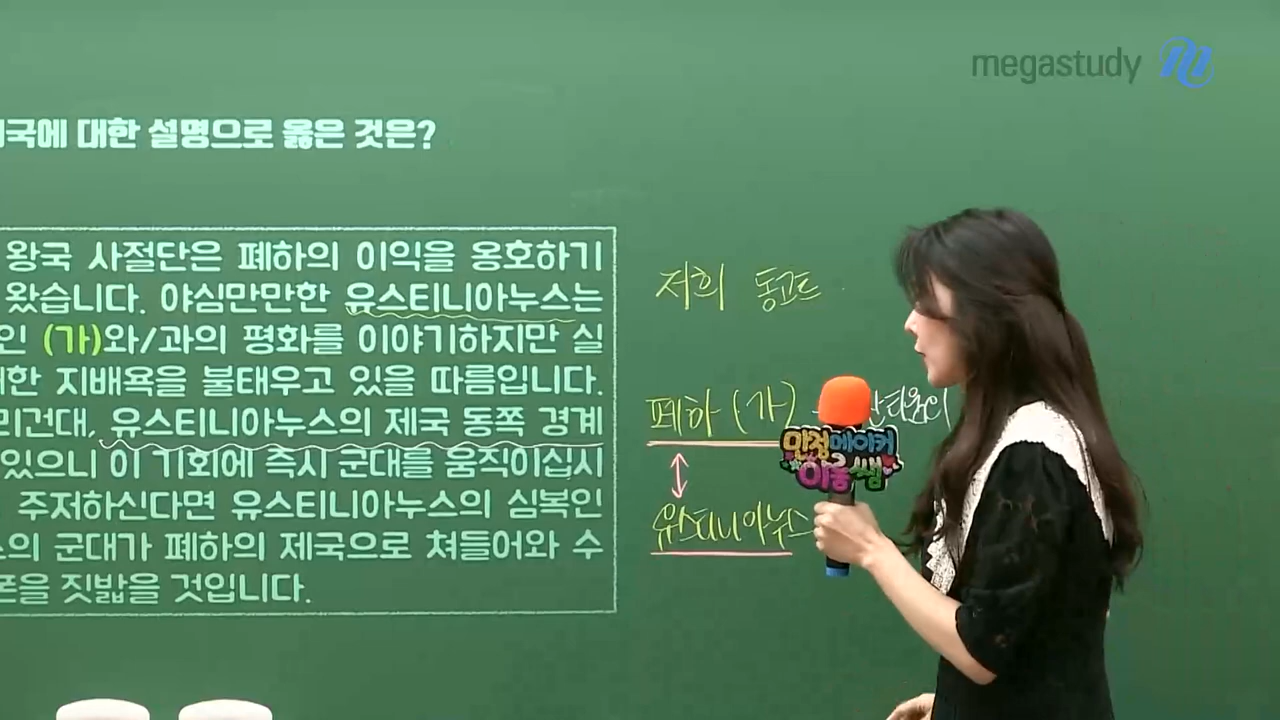 megastudy
국에 대한 설명으로 옳은 것은?
왕국 사절단은 폐하의 이익을 옹호하기
왔습니다. 야심만만한 유스티니아누스는
인 (가)와/과의 평화를 이야기하지만 실
한 지배욕을 불태우고 있을 따름입니다.
건대, 유스티니아누스의 제국 동쪽 경계
있으니 이 기회에 즉시 군대를 움직이십시
주저하신다면 유스티니아누스의 심복인
의 군대가 폐하의 제국으로 쳐들어와 수
을 짓밟을 것입니다.
저희 동고트
폐하 (가)
유스티니아누스
만점메이커
이웅쌤